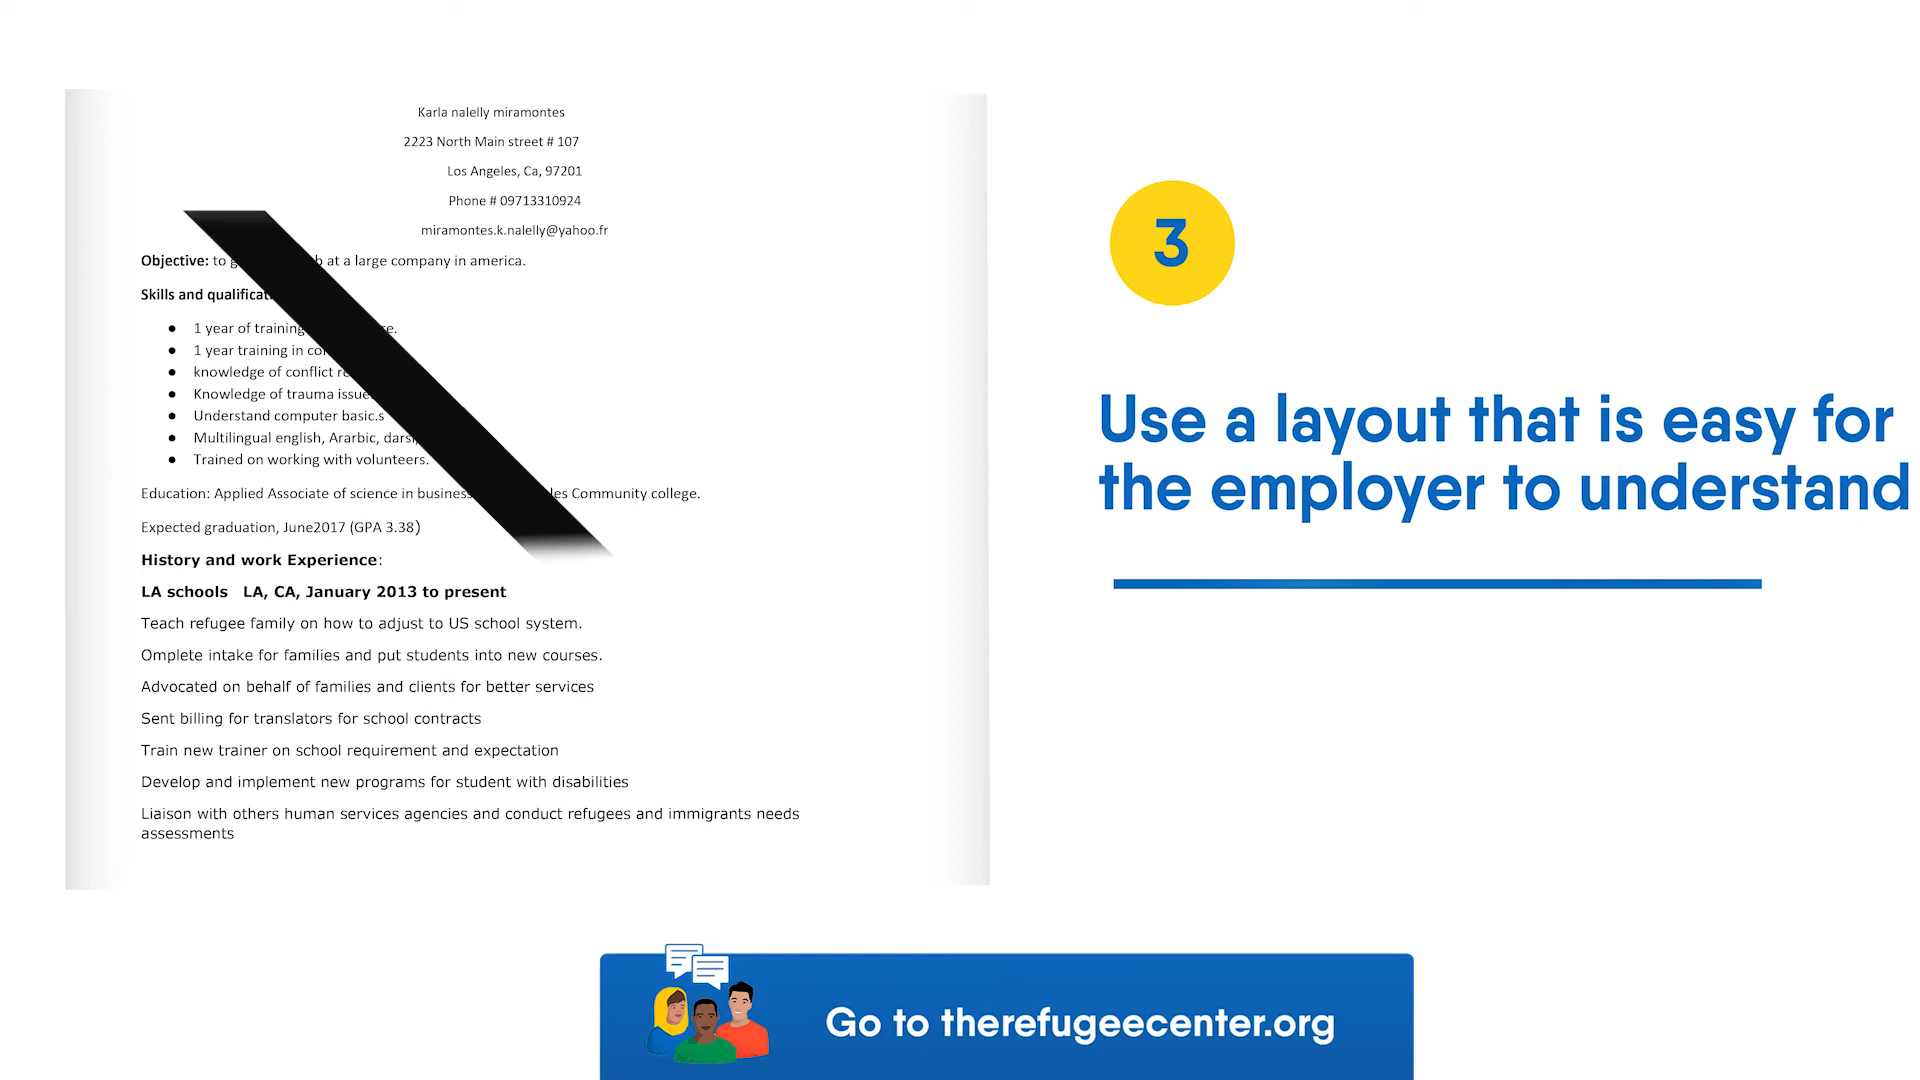 Karla nalelly miramontes
2223 North Main street # 107
Los Angeles, Ca, 97201
Phone # 09713310924
miramontes.k.nalelly@yahoo.fr
Objective: to at a large company in america.
Skills and
● 1 year of training
● 1 year training in
● knowledge of conflict
● Knowledge of trauma
● Understand computer basic.s
● Multilingual english, Ararbic,
● Trained on working with volunteers.
Education: Applied Associate of science in Community college.
Expected graduation, June2017 (GPA 3.38)
History and work Experience:
LA schools LA, CA, January 2013 to present
Teach refugee family on how to adjust to US school system.
Omplete intake for families and put students into new courses.
Advocated on behalf of families and clients for better services
Sent billing for translators for school contracts
Train new trainer on school requirement and expectation
Develop and implement new programs for student with disabilities
Liaison with others human services agencies and conduct refugees and immigrants needs
assessments
3
Use a layout that is easy for
the employer to understand
Go to therefugeecenter.org